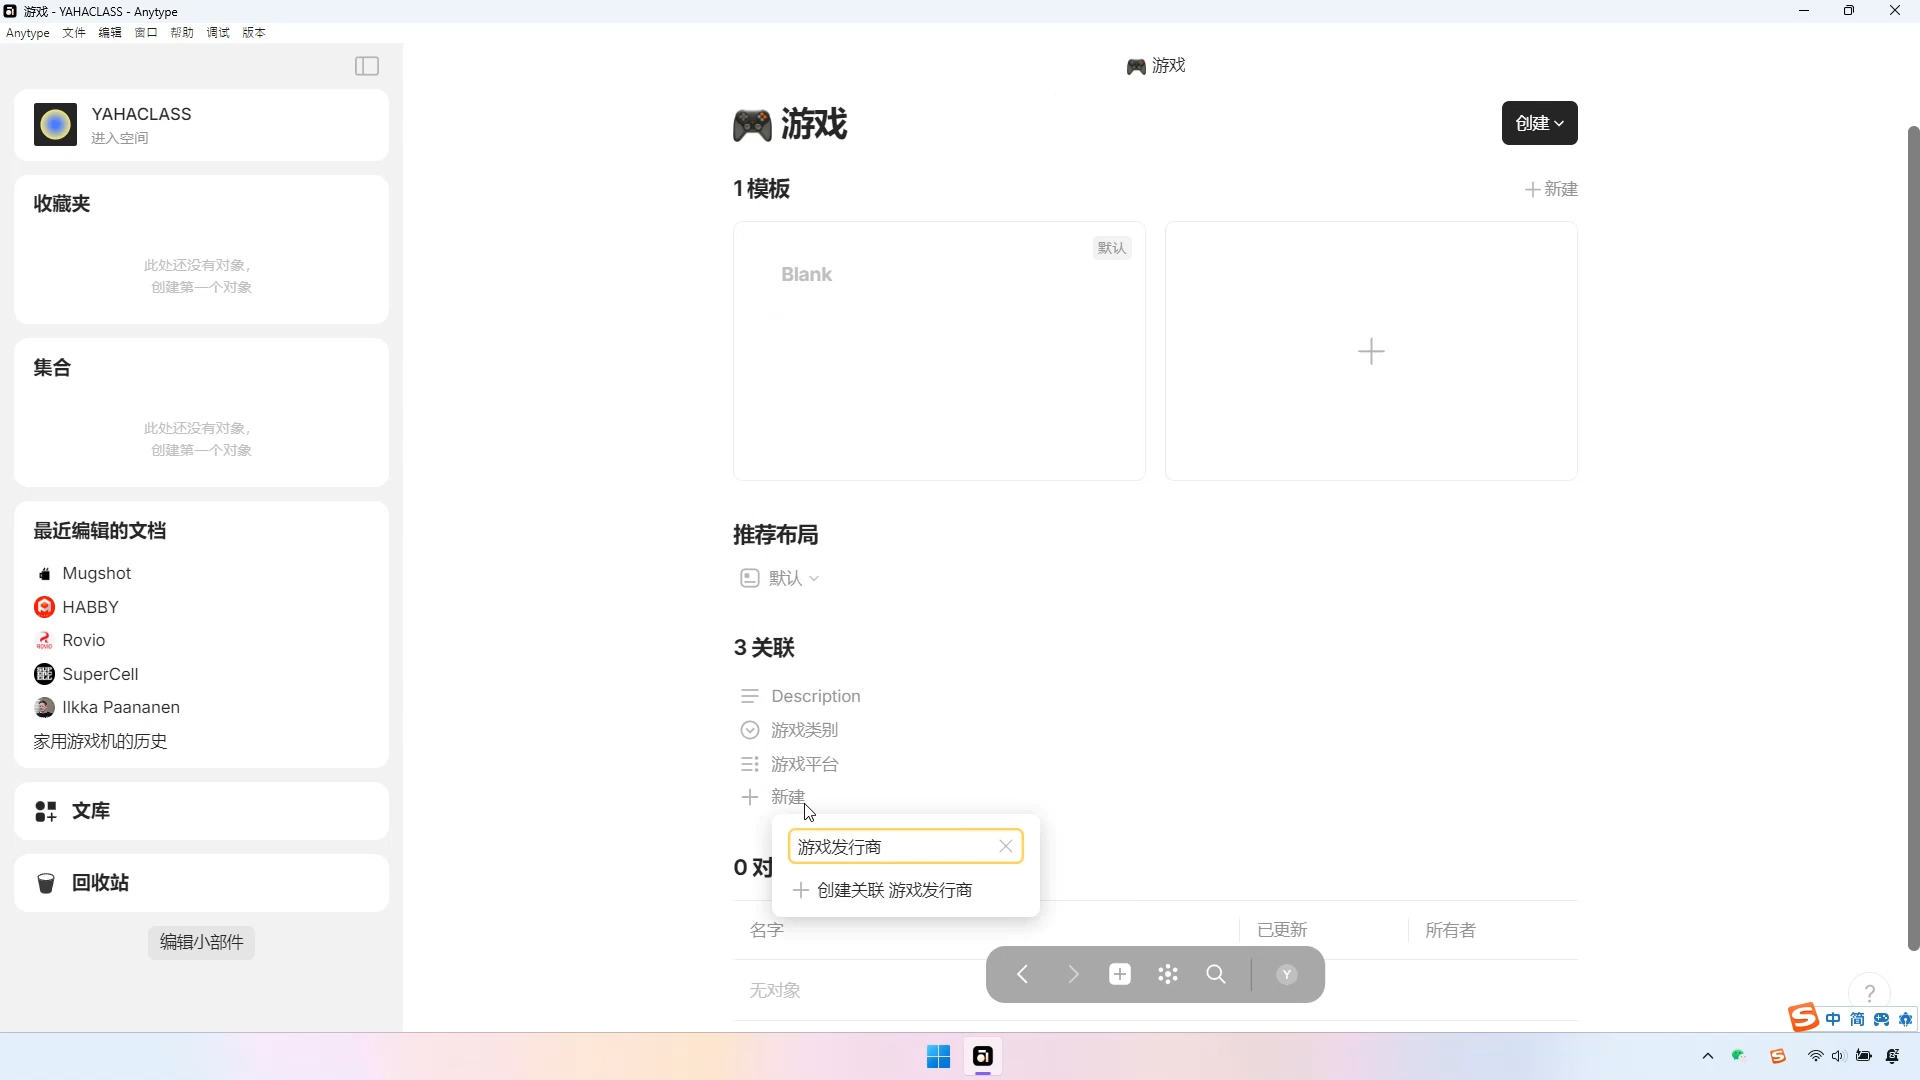 游戏 - YAHACLASS - Anytype
Anytype 文件 编辑 窗口 帮助 调试 版本
游戏
YAHACLASS
进入空间
收藏夹
此处还没有对象，
创建第一个对象
集合
此处还没有对象，
创建第一个对象
最近编辑的文档
Mugshot
HABBY
Rovio
SuperCell
Ilkka Paananen
家用游戏机的历史
文库
回收站
编辑小部件
游戏
创建
1 模板
新建
默认
Blank
推荐布局
默认
3 关联
Description
游戏类别
游戏平台
新建
游戏发行商
创建关联 游戏发行商
0 对
名字 已更新 所有者
无对象
Y
?
中 简